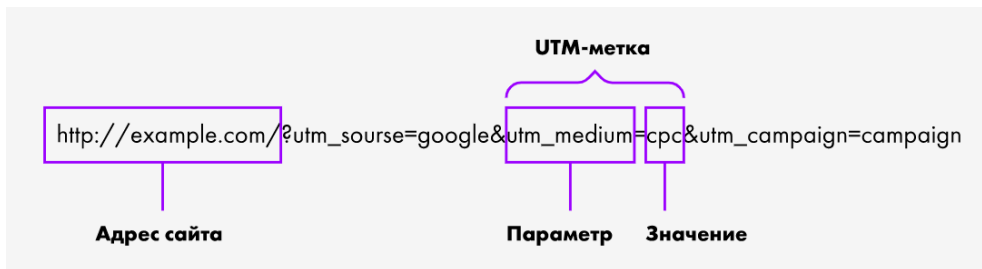 UTM-метка
http://example.com/?utm_sourse=google&utm_medium=cpc&utm_campaign=campaign
Адрес сайта Параметр Значение